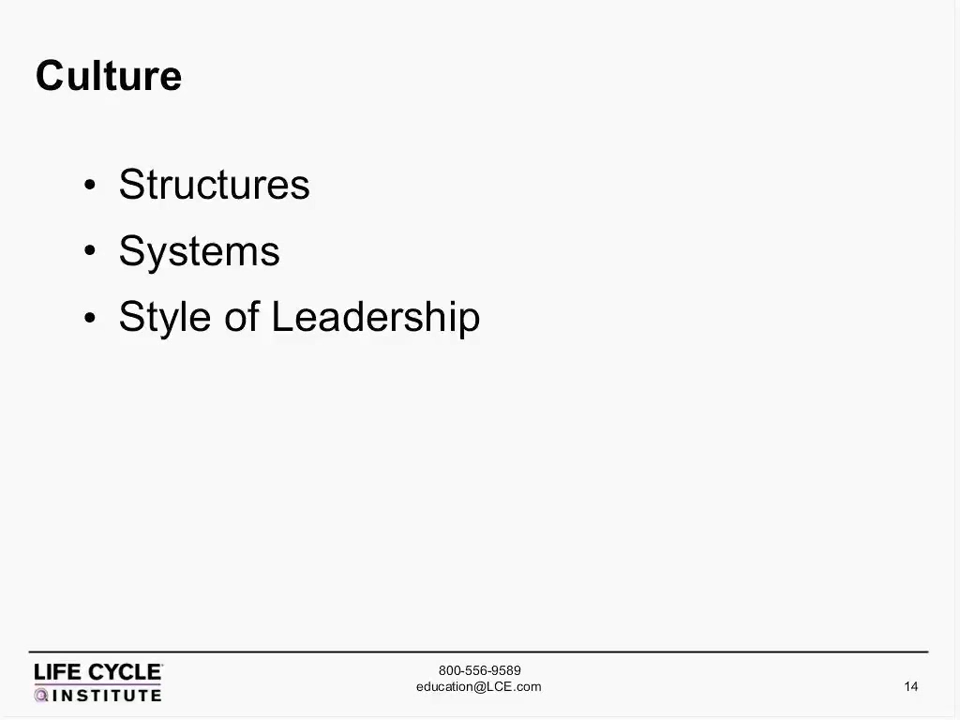 Culture
• Structures
• Systems
• Style of Leadership
LIFE CYCLE
INSTITUTE
800-556-9589
education@LCE.com
14